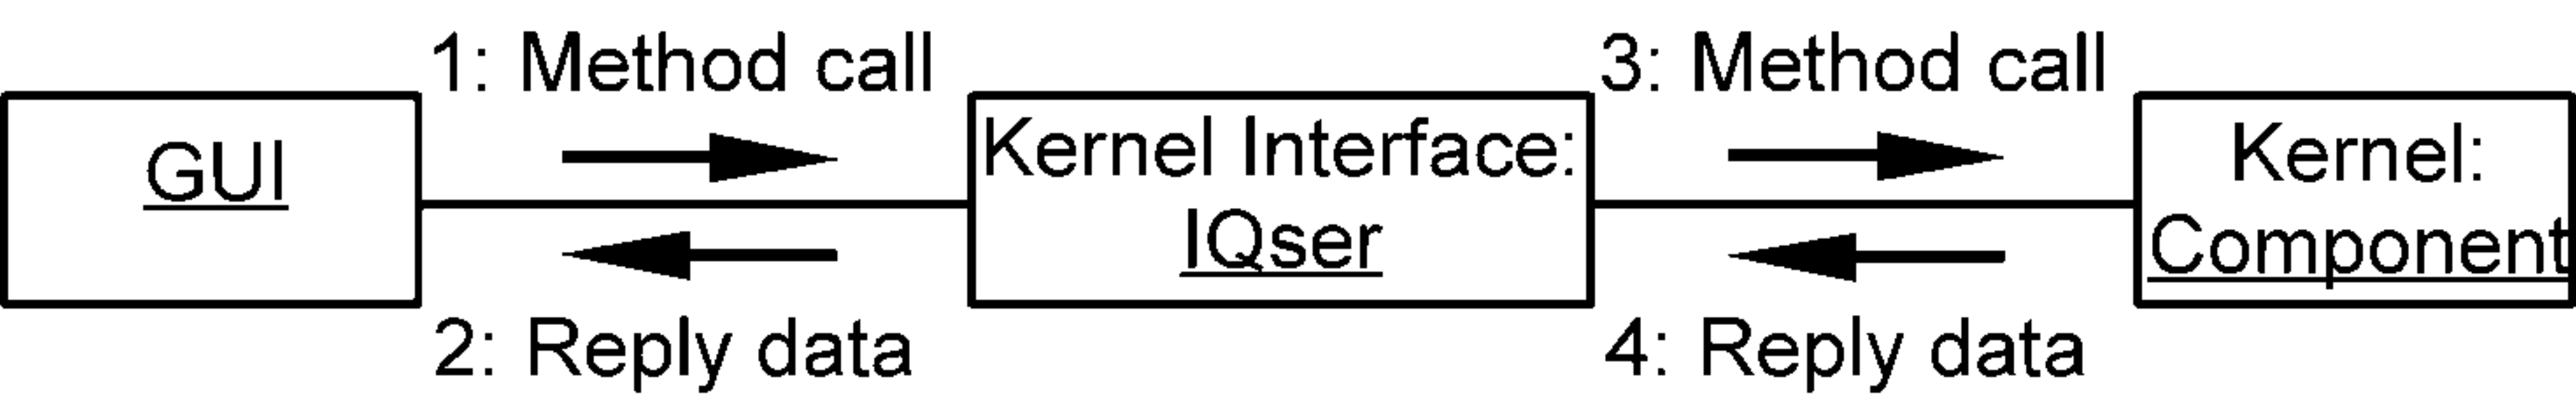 1: Method call
3: Method call
GUI
Kernel Interface:
IQser
Kernel:
Component
2: Reply data
4: Reply data